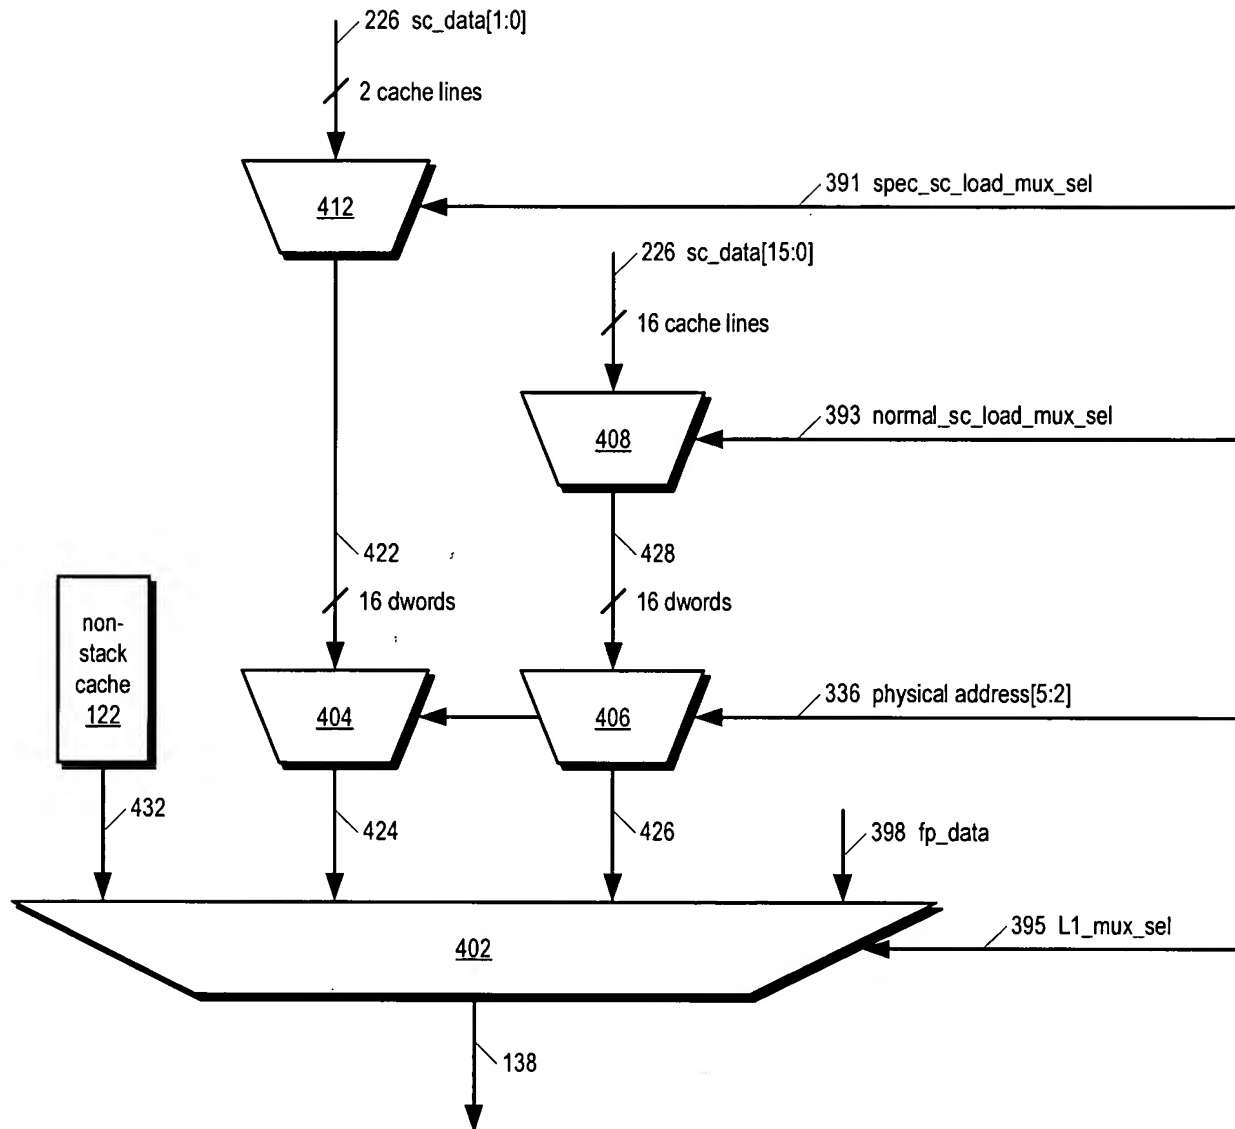 226 sc_data[1:0]
2 cache lines
412
391 spec_sc_load_mux_sel
226 sc_data[15:0]
16 cache lines
408
393 normal_sc_load_mux_sel
422
428
16 dwords
16 dwords
non-
stack
cache
122
404
406
336 physical address[5:2]
432
424
426
398 fp_data
402
395 L1_mux_sel
138